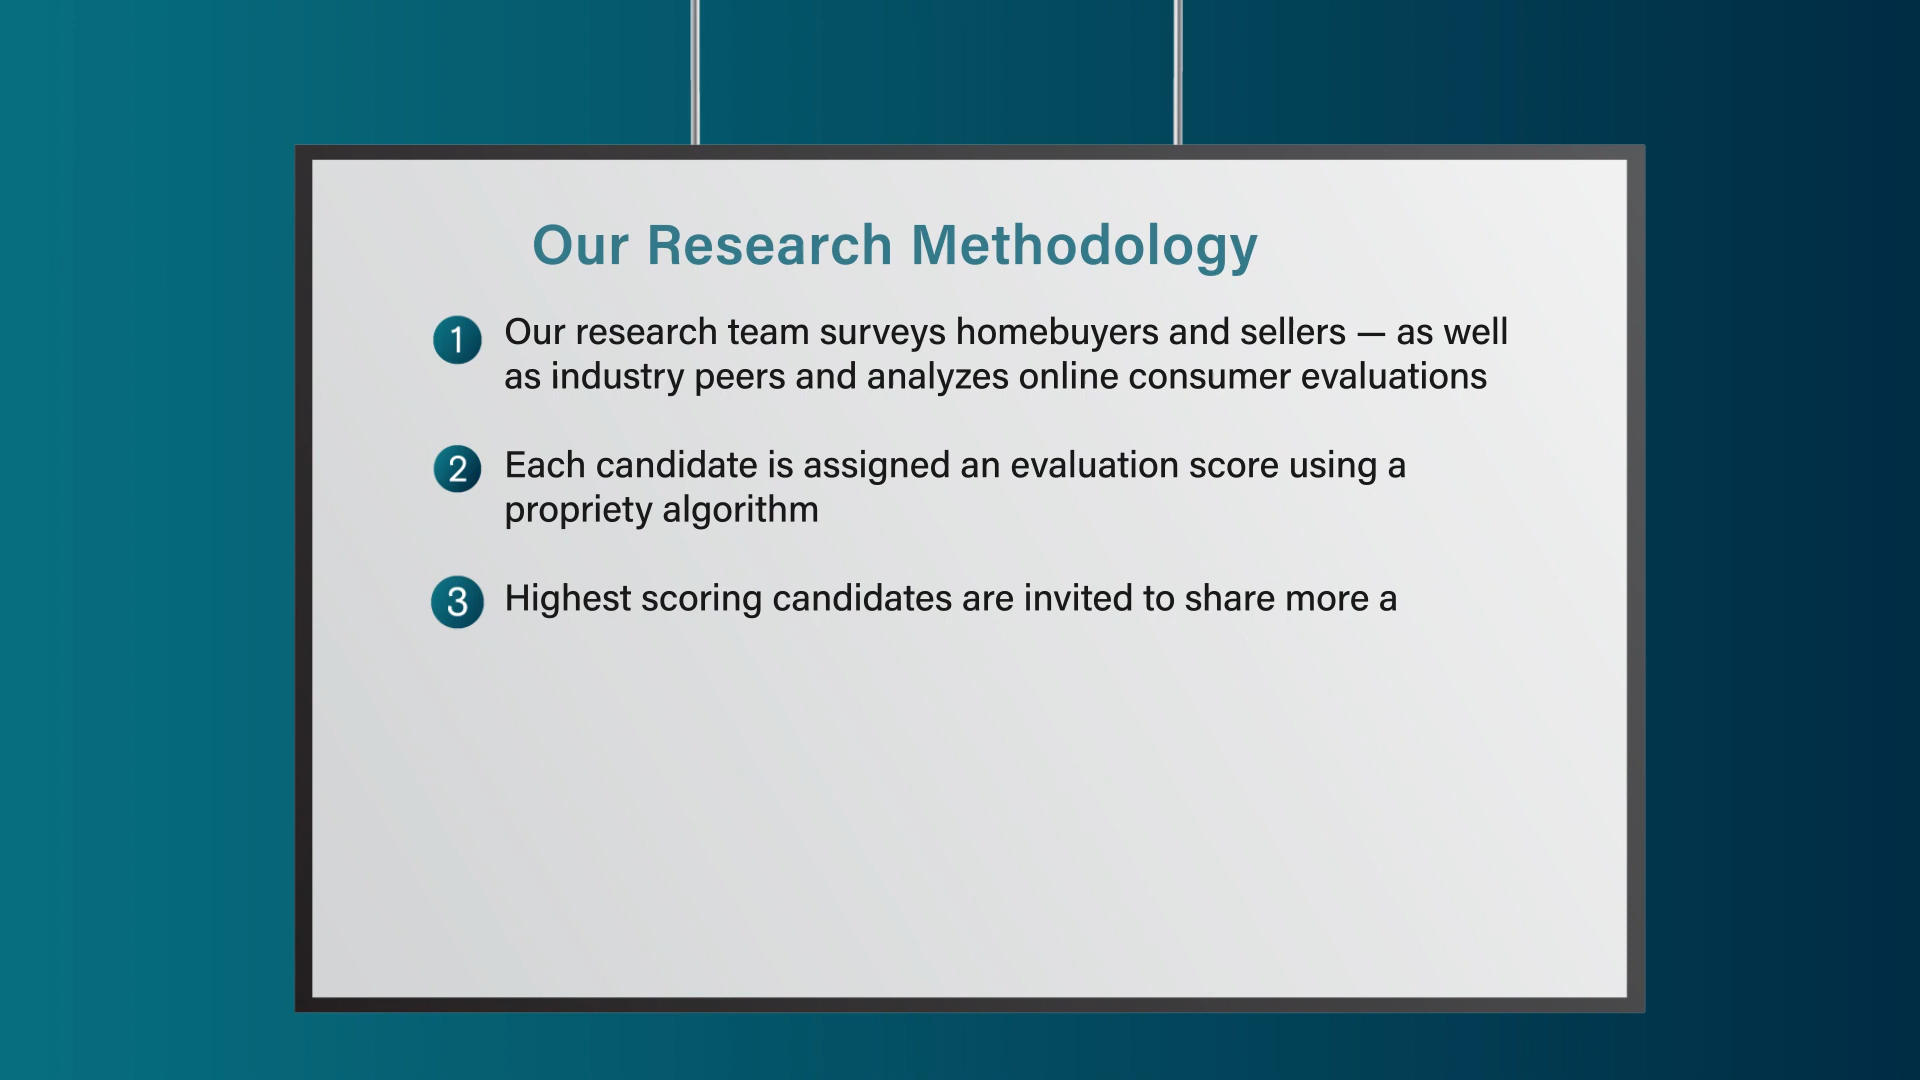 Our Research Methodology
1 Our research team surveys homebuyers and sellers — as well
as industry peers and analyzes online consumer evaluations
2 Each candidate is assigned an evaluation score using a
propriety algorithm
3 Highest scoring candidates are invited to share more a